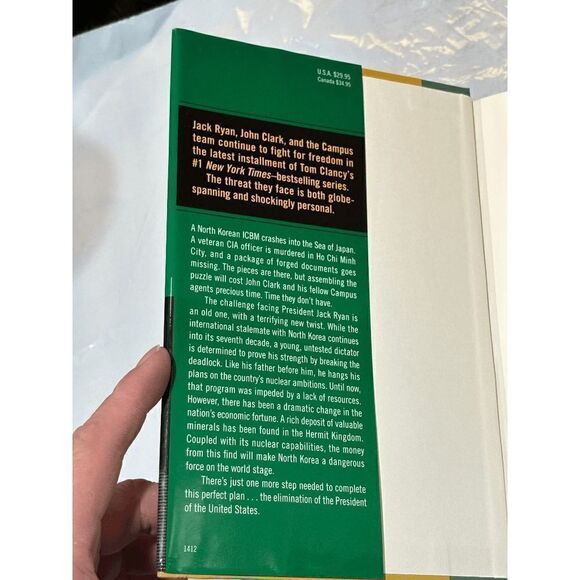 U.S.A. $29.95
Canada $34.95
Jack Ryan, John Clark, and the Campus
team continue to fight for freedom in
the latest installment of Tom Clancy's
#1 New York Times–bestselling series.
The threat they face is both globe-
spanning and shockingly personal.
A North Korean ICBM crashes into the Sea of Japan.
A veteran CIA officer is murdered in Ho Chi Minh
City, and a package of forged documents goes
missing. The pieces are there, but assembling the
puzzle will cost John Clark and his fellow Campus
agents precious time. Time they don't have.
The challenge facing President Jack Ryan is
an old one, with a terrifying new twist. While the
international stalemate with North Korea continues
into its seventh decade, a young, untested dictator
is determined to prove his strength by breaking the
deadlock. Like his father before him, he hangs his
plans on the country's nuclear ambitions. Until now,
that program was impeded by a lack of resources.
However, there has been a dramatic change in the
nation's economic fortune. A rich deposit of valuable
minerals has been found in the Hermit Kingdom.
Coupled with its nuclear capabilities, the money
from this find will make North Korea a dangerous
force on the world stage.
There's just one more step needed to complete
this perfect plan . . . the elimination of the President
of the United States.
1412